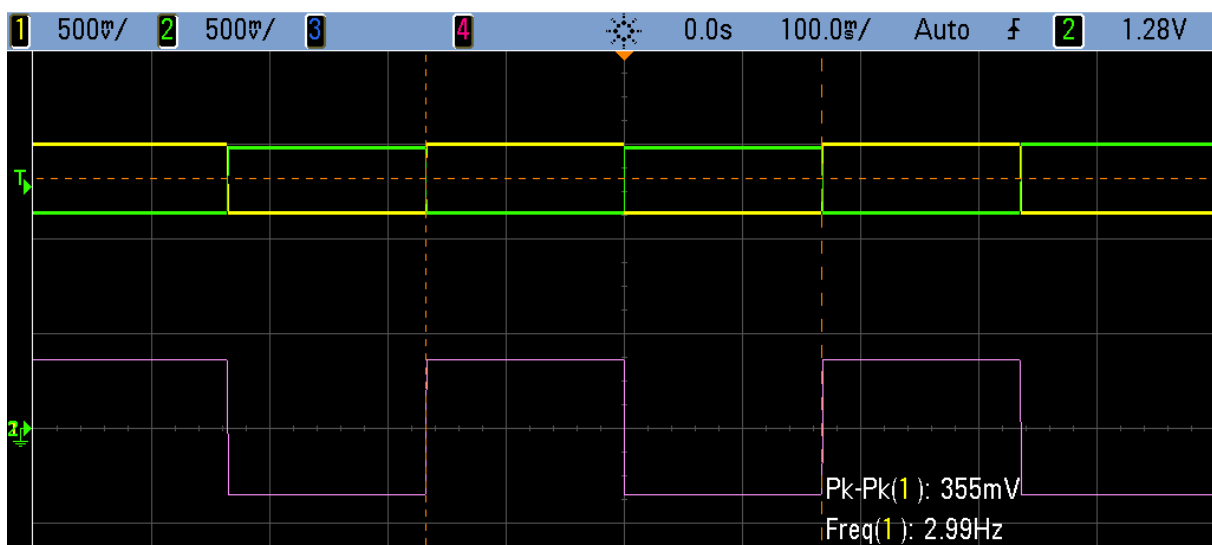 1 500mV/ 2 500mV/ 3 4 0.0s 100.0ms/ Auto 2 1.28V
T
Pk-Pk(1): 355mV
Freq(1): 2.99Hz